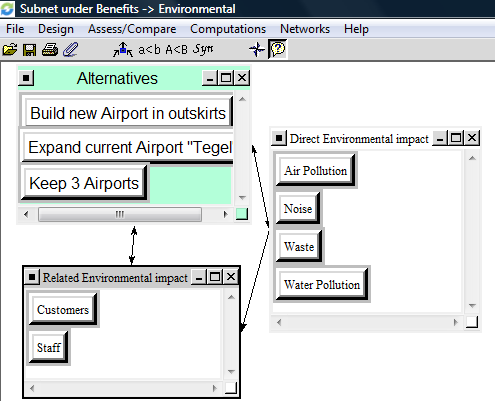 Subnet under Benefits -> Environmental
File Design Assess/Compare Computations Networks Help
a<b A<B Syn ?
Alternatives
Build new Airport in outskirts
Expand current Airport "Tegel
Keep 3 Airports
Direct Environmental impact
Air Pollution
Noise
Waste
Water Pollution
Related Environmental impact
Customers
Staff